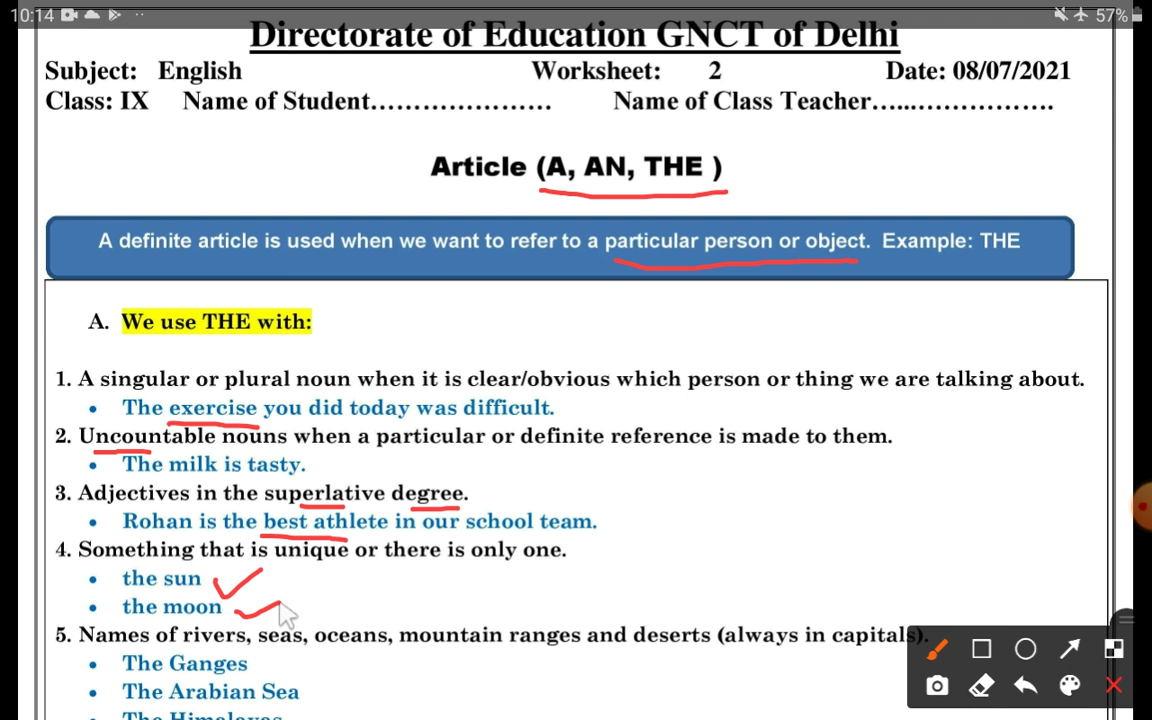 10:14
57%
Directorate of Education GNCT of Delhi
Subject: English Worksheet: 2 Date: 08/07/2021
Class: IX Name of Student………………… Name of Class Teacher…...…………….
Article (A, AN, THE )
A definite article is used when we want to refer to a particular person or object. Example: THE
A. We use THE with:
1. A singular or plural noun when it is clear/obvious which person or thing we are talking about.
• The exercise you did today was difficult.
2. Uncountable nouns when a particular or definite reference is made to them.
• The milk is tasty.
3. Adjectives in the superlative degree.
• Rohan is the best athlete in our school team.
4. Something that is unique or there is only one.
• the sun
• the moon
5. Names of rivers, seas, oceans, mountain ranges and deserts (always in capitals).
• The Ganges
• The Arabian Sea
• The Himalayas